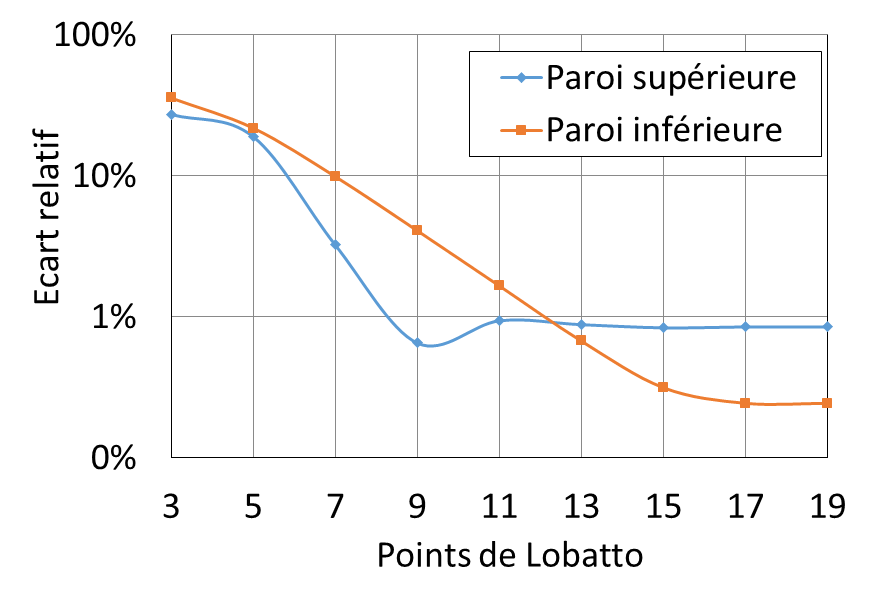 100%
10%
1%
0%
Ecart relatif
Paroi supérieure
Paroi inférieure
3 5 7 9 11 13 15 17 19
Points de Lobatto